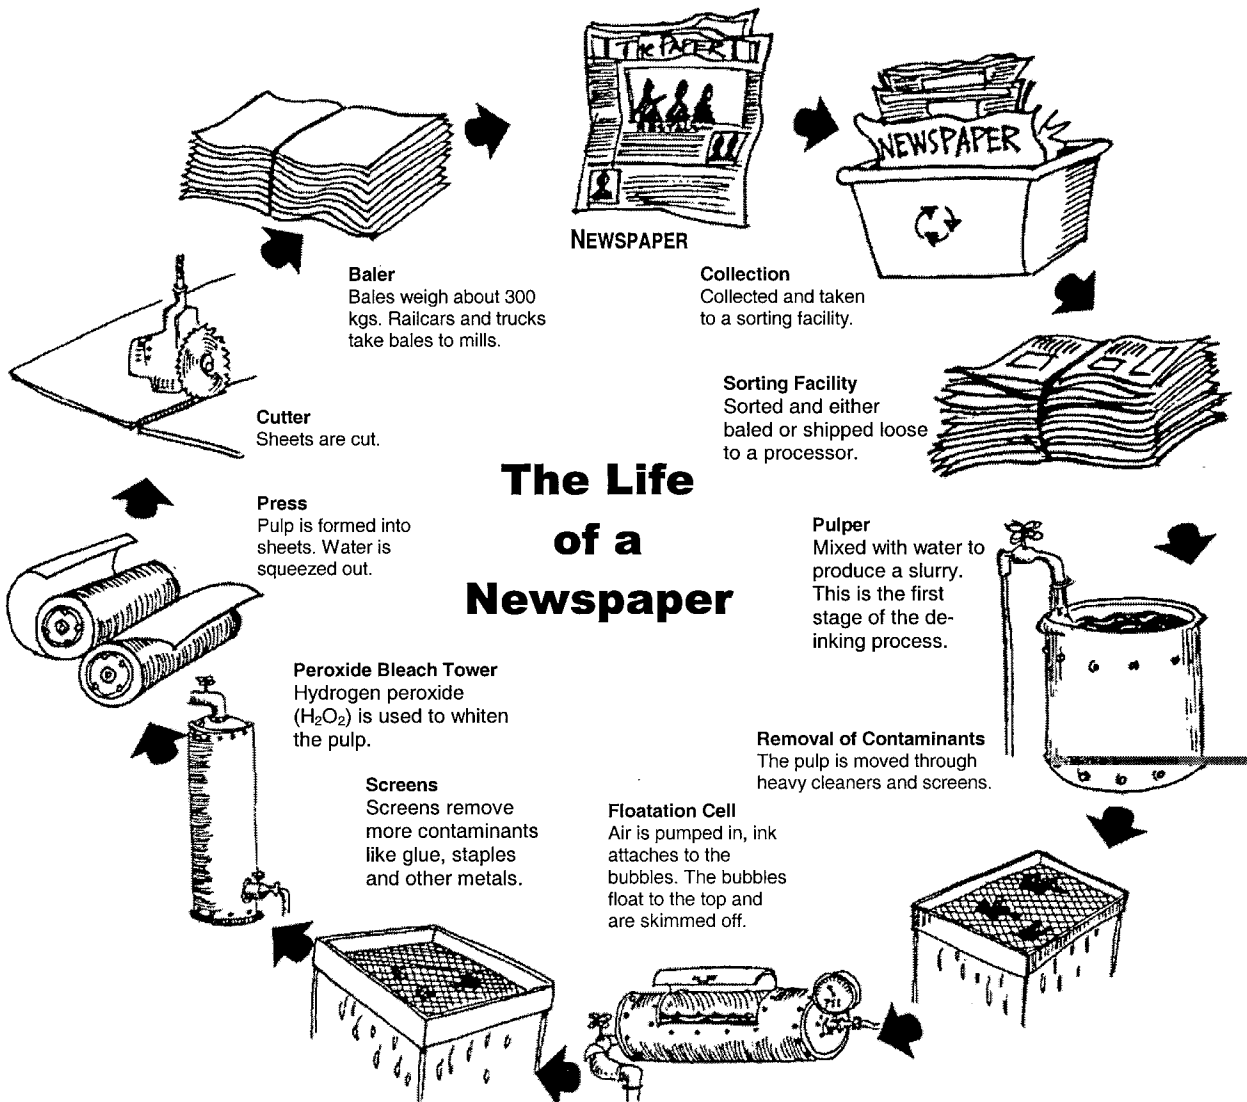 THE PAPER
NEWSPAPER
NEWSPAPER
Baler
Bales weigh about 300
kgs. Railcars and trucks
take bales to mills.
Collection
Collected and taken
to a sorting facility.
Sorting Facility
Sorted and either
baled or shipped loose
to a processor.
Cutter
Sheets are cut.
The Life
of a
Newspaper
Press
Pulp is formed into
sheets. Water is
squeezed out.
Pulper
Mixed with water to
produce a slurry.
This is the first
stage of the de-
inking process.
Peroxide Bleach Tower
Hydrogen peroxide
(H₂O₂) is used to whiten
the pulp.
Removal of Contaminants
The pulp is moved through
heavy cleaners and screens.
Screens
Screens remove
more contaminants
like glue, staples
and other metals.
Floatation Cell
Air is pumped in, ink
attaches to the
bubbles. The bubbles
float to the top and
are skimmed off.